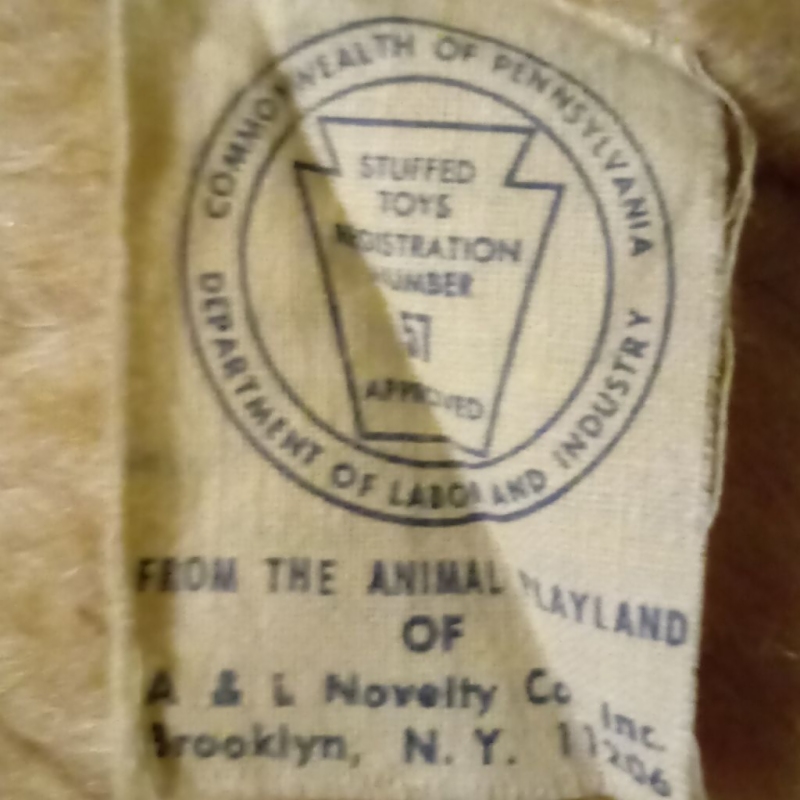 COMMONWEALTH OF PENNSYLVANIA
STUFFED
TOYS
REGISTRATION
NUMBER
57
APPROVED
DEPARTMENT OF LABOR AND INDUSTRY
FROM THE ANIMAL PLAYLAND
OF
A & L Novelty Co Inc.
Brooklyn, N. Y. 11206